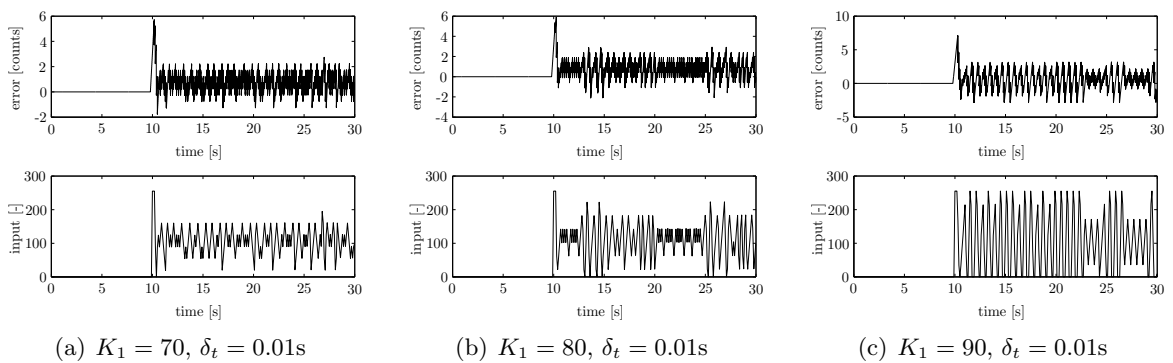 6
4
2
0
-2
error [counts]
0 5 10 15 20 25 30
time [s]
300
200
100
0
input [-]
0 5 10 15 20 25 30
time [s]
(a) K₁ = 70, δₜ = 0.01s
6
4
2
0
-2
-4
error [counts]
0 5 10 15 20 25 30
time [s]
300
200
100
0
input [-]
0 5 10 15 20 25 30
time [s]
(b) K₁ = 80, δₜ = 0.01s
10
5
0
-5
error [counts]
0 5 10 15 20 25 30
time [s]
300
200
100
0
input [-]
0 5 10 15 20 25 30
time [s]
(c) K₁ = 90, δₜ = 0.01s